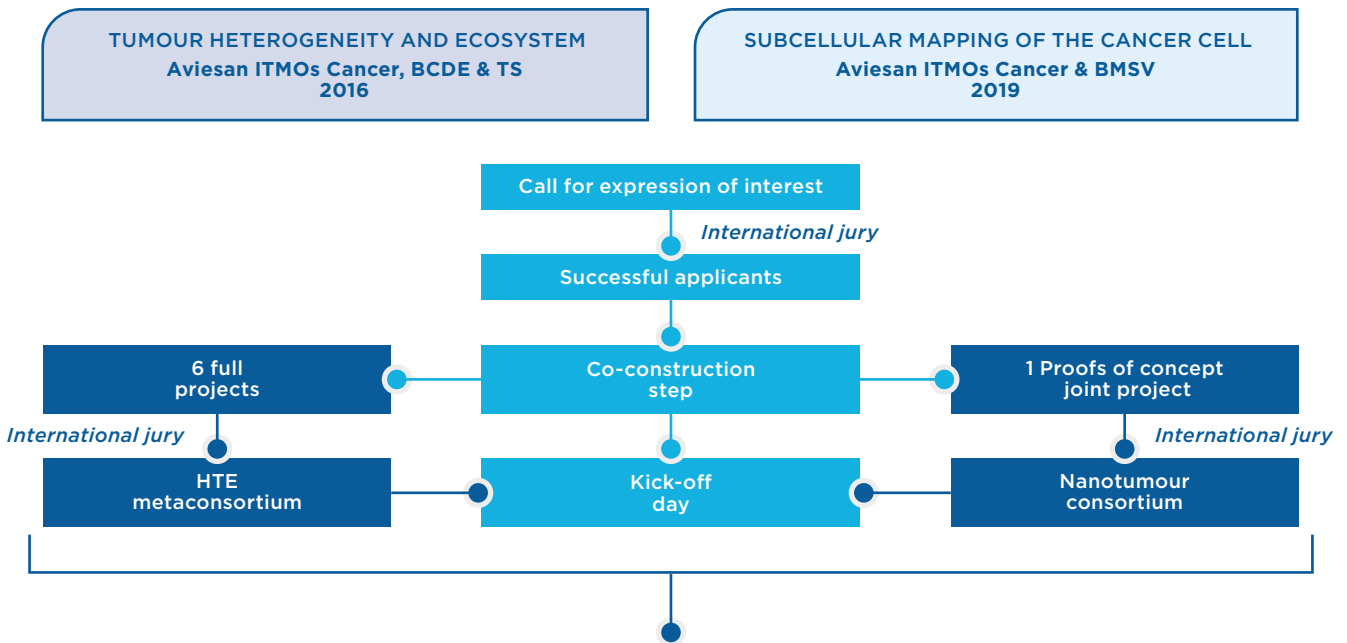 TUMOUR HETEROGENEITY AND ECOSYSTEM
Aviesan ITMOs Cancer, BCDE & TS
2016
SUBCELLULAR MAPPING OF THE CANCER CELL
Aviesan ITMOs Cancer & BMSV
2019
Call for expression of interest
International jury
Successful applicants
6 full
projects
Co-construction
step
1 Proofs of concept
joint project
International jury
International jury
HTE
metaconsortium
Kick-off
day
Nanotumour
consortium